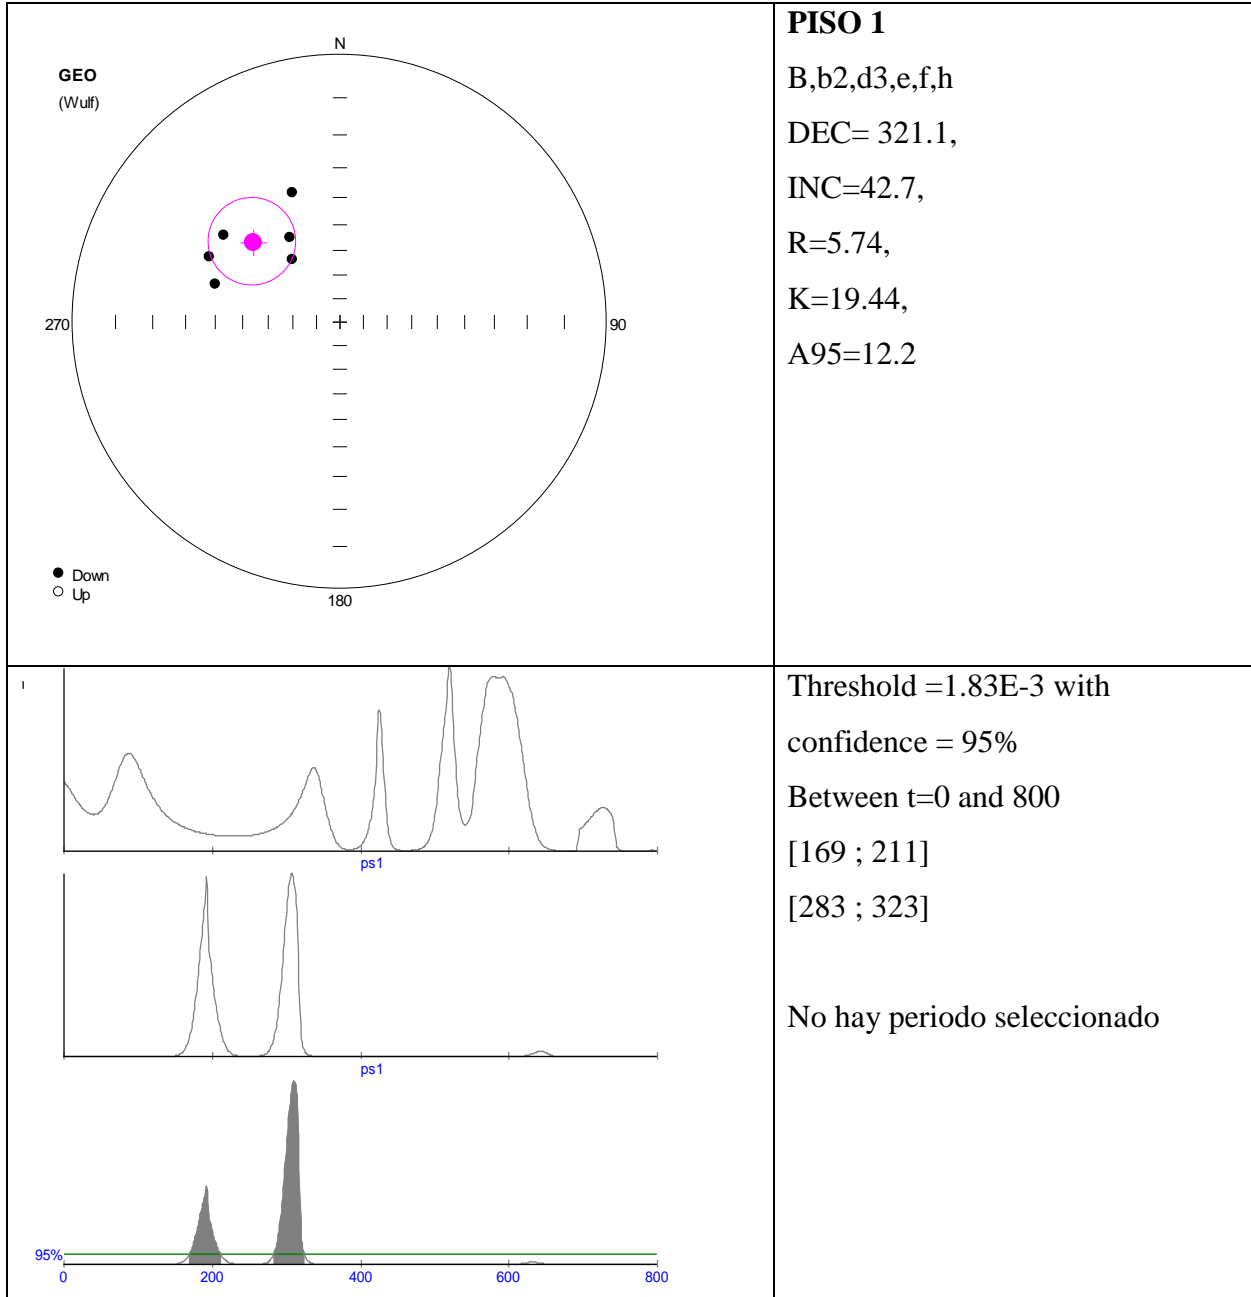 N
GEO
(Wulf)
270
90
180
Down
Up
PISO 1
B,b2,d3,e,f,h
DEC= 321.1,
INC=42.7,
R=5.74,
K=19.44,
A95=12.2
I
ps1
ps1
95%
0 200 400 600 800
Threshold =1.83E-3 with
confidence = 95%
Between t=0 and 800
[169 ; 211]
[283 ; 323]
No hay periodo seleccionado